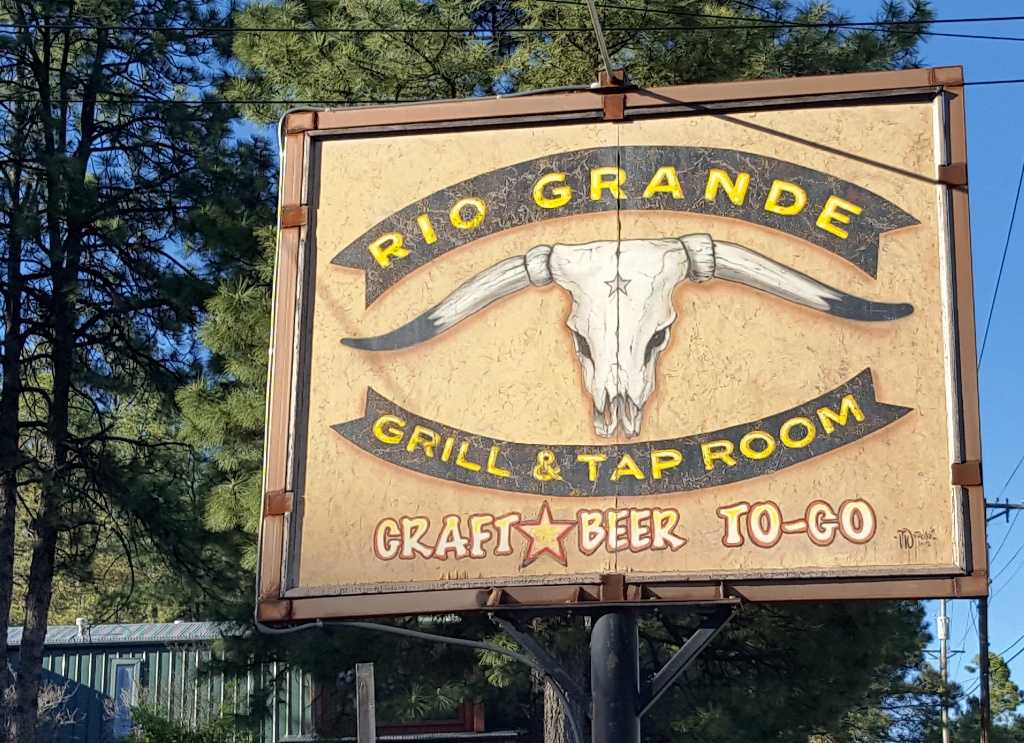 RIO GRANDE
GRILL & TAP ROOM
CRAFT BEER TO-GO